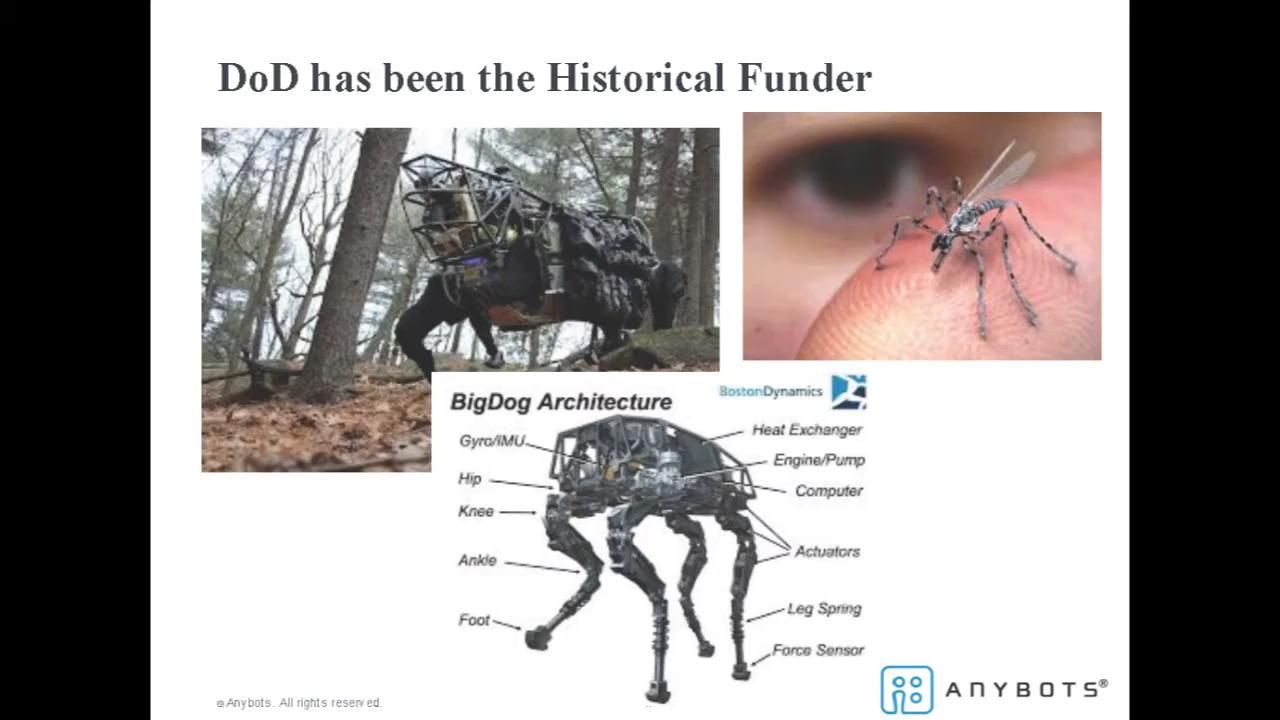 DoD has been the Historical Funder
BigDog Architecture
BostonDynamics
Gyro/IMU
Heat Exchanger
Engine/Pump
Hip
Computer
Knee
Actuators
Ankle
Leg Spring
Foot
Force Sensor
© Anybots. All rights reserved.
ANYBOTS®